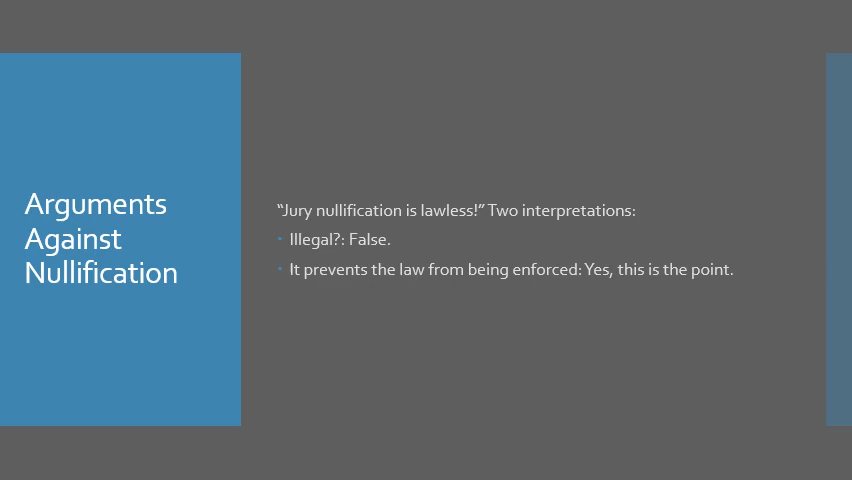 Arguments
Against
Nullification
“Jury nullification is lawless!” Two interpretations:
• Illegal?: False.
• It prevents the law from being enforced: Yes, this is the point.